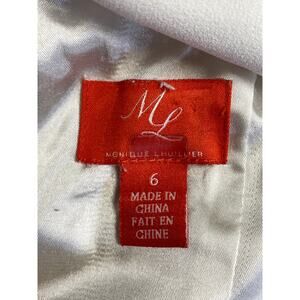 ML
MONIQUE LHUILLIER
6
MADE IN
CHINA
FAIT EN
CHINE